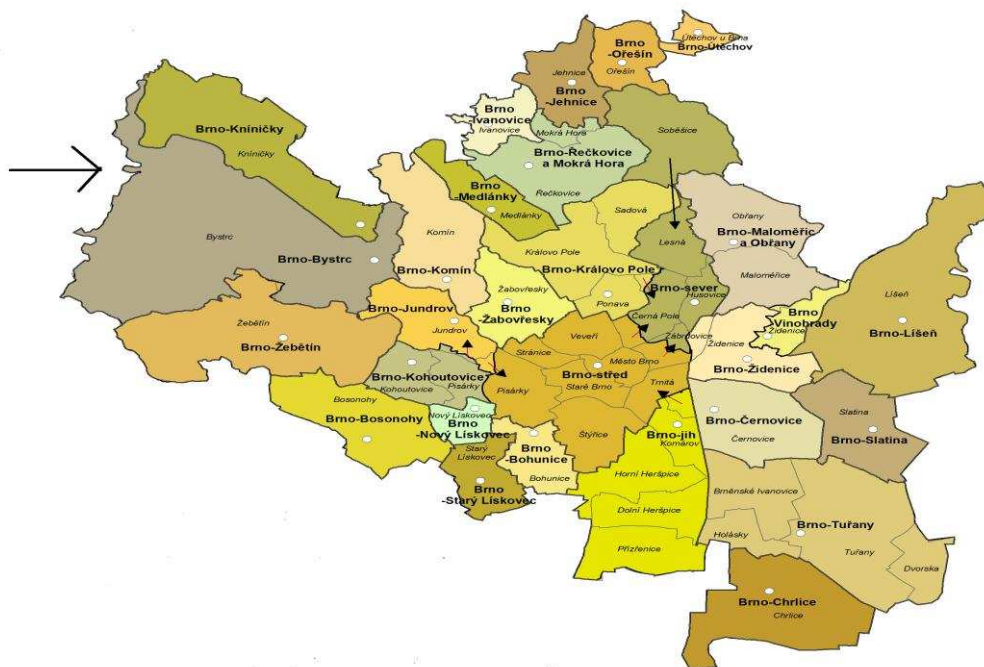 Útěchov u Brna
Brno-Útěchov
Brno
-Ořešín
Ořešín
Jehnice
Brno
-Jehnice
Brno
Ivanovice
Ivanovice
Mokrá Hora
Brno-Řečkovice
a Mokrá Hora
Řečkovice
Soběšice
Brno-Kníničky
Kníničky
Brno
-Medlánky
Medlánky
Sadová
Obřany
Brno-Maloměřic
a Obřany
Maloměřice
Lesná
Bystrc
Brno-Bystrc
Komín
Brno-Komín
Královo Pole
Brno-Královo Pole
Ponava
Brno-sever
Husovice
Černá Pole
Zábrdovice
Žabovřesky
Brno
-Žabovřesky
Líšeň
Brno-Líšeň
Brno
-Vinohrady
Židenice
Židenice
Brno-Židenice
Brno-Jundrov
Jundrov
Žebětín
Brno-Žebětín
Veveří
Stránice
Město Brno
Brno-střed
Pisárky
Staré Brno
Trnitá
Štýřice
Brno-Kohoutovice
Pisárky
Kohoutovice
Bosonohy
Brno-Bosonohy
Nový Lískovec
Brno
-Nový Lískovec
Starý
Lískovec
Brno
-Starý Lískovec
Brno
-Bohunice
Bohunice
Brno-jih
Komárov
Horní Heršpice
Dolní Heršpice
Přízřenice
Brno-Černovice
Černovice
Slatina
Brno-Slatina
Brněnské Ivanovice
Brno-Tuřany
Holásky
Tuřany
Dvorska
Brno-Chrlice
Chrlice